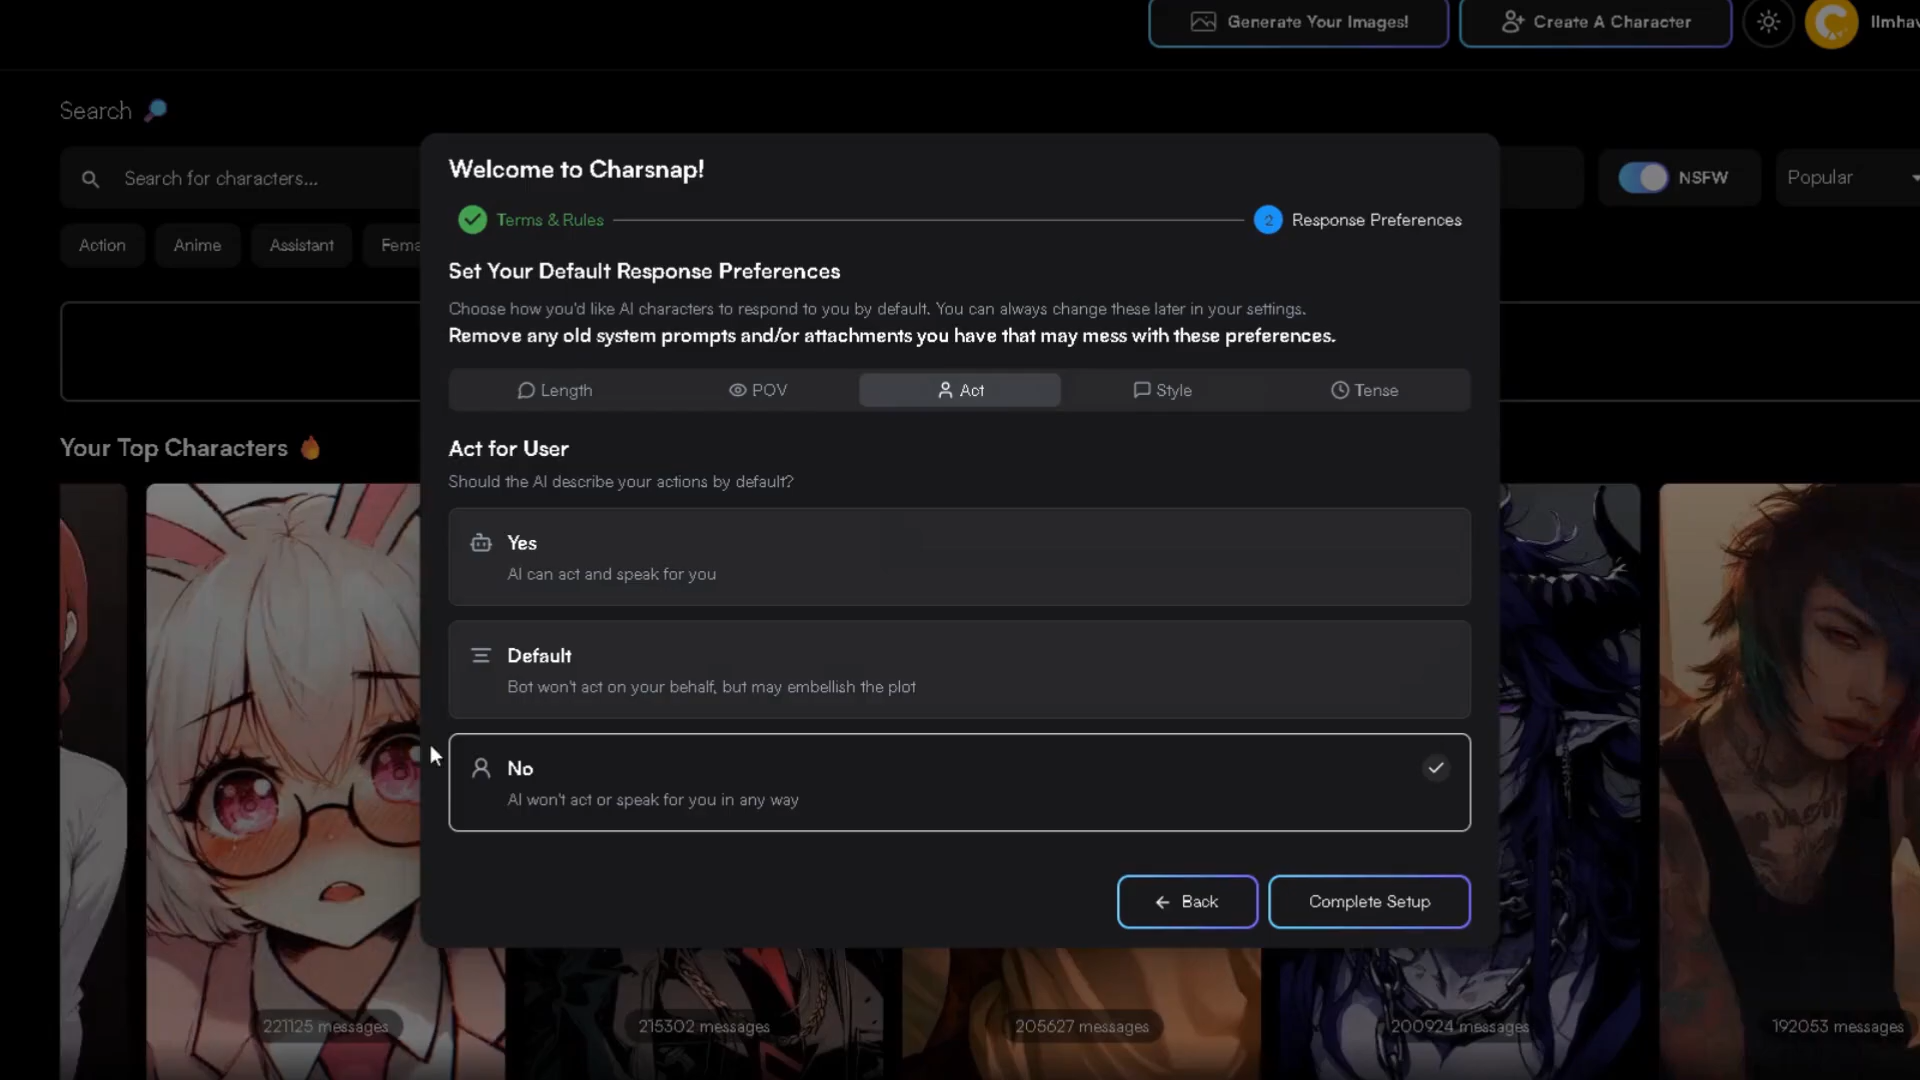 Generate Your Images!
Create A Character
Search
Search for characters...
NSFW
Popular
Action
Anime
Assistant
Welcome to Charsnap!
Terms & Rules
2
Response Preferences
Set Your Default Response Preferences
Choose how you'd like AI characters to respond to you by default. You can always change these later in your settings.
Remove any old system prompts and/or attachments you have that may mess with these preferences.
Length
POV
Act
Style
Tense
Act for User
Should the AI describe your actions by default?
Yes
AI can act and speak for you
Default
Bot won't act on your behalf, but may embellish the plot
No
AI won't act or speak for you in any way
Back
Complete Setup
Your Top Characters
221125 messages
215302 messages
205627 messages
200924 messages
192053 messages